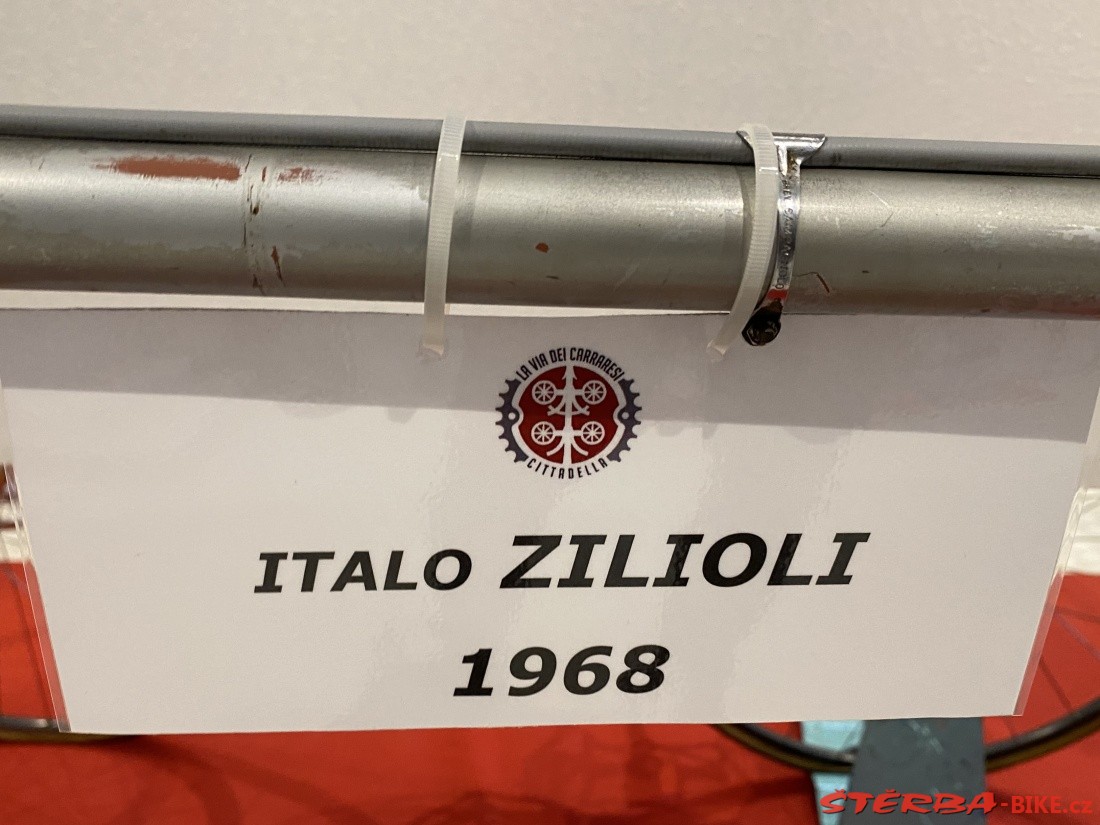 LA VIA DEI CARRARESI
CITTADELLA
ITALO ZILIOLI
1968
ŠTĚRBA-BIKE.cz